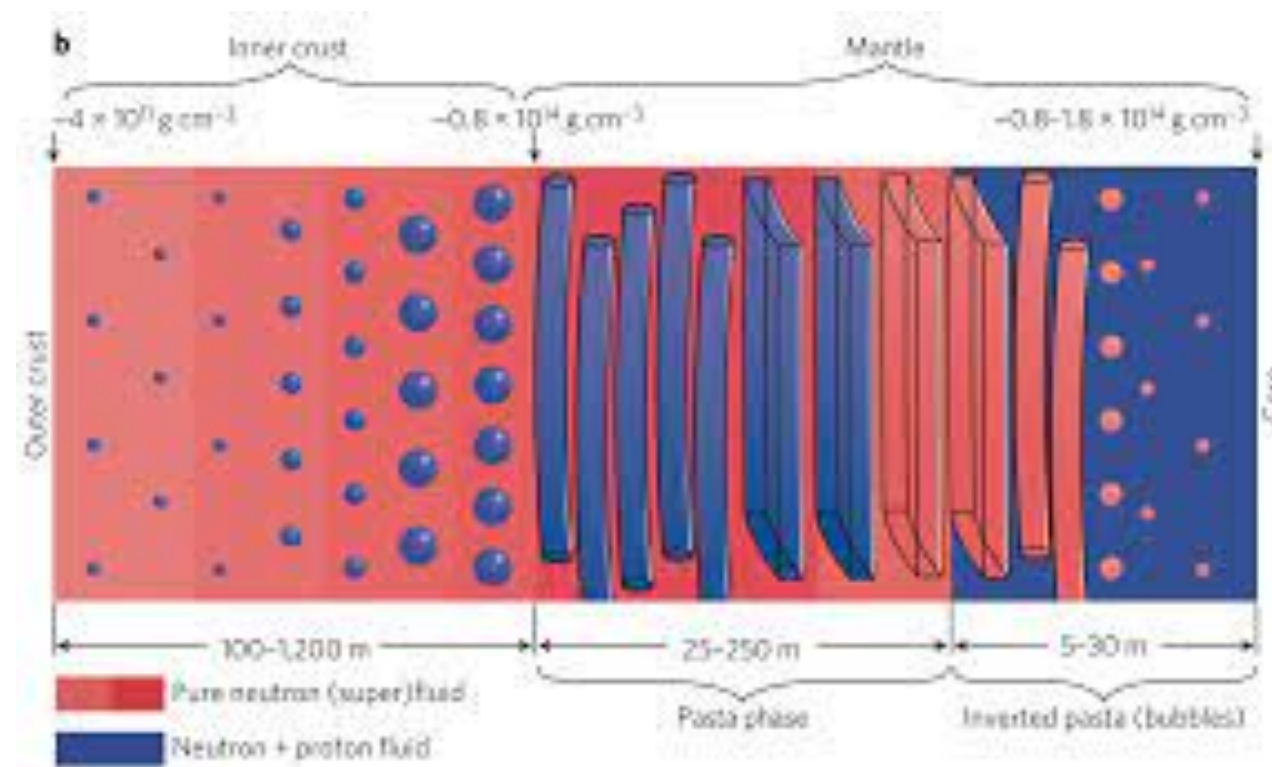 b
Inner crust
Mantle
~4 × 10¹¹ g cm⁻³
~0.8 × 10¹⁴ g cm⁻³
~0.8–1.8 × 10¹⁴ g cm⁻³
Outer crust
100–1,200 m
25–250 m
5–30 m
Pure neutron (super)fluid
Pasta phase
Inverted pasta (bubbles)
Neutron + proton fluid